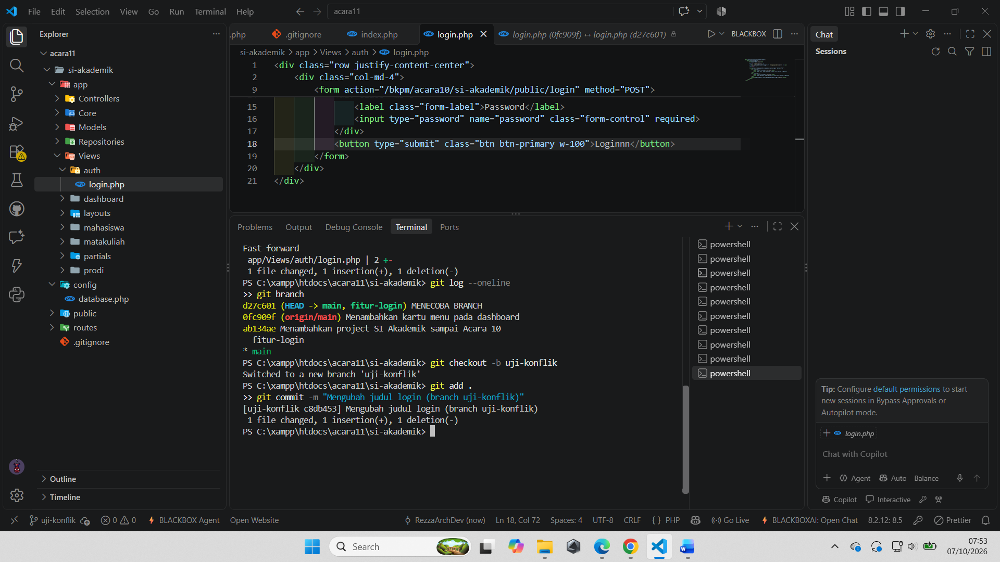 File Edit Selection View Go Run Terminal Help
acara11
Explorer
acara11
si-akademik
app
Controllers
Core
Models
Repositories
Views
auth
login.php
dashboard
layouts
mahasiswa
matakuliah
partials
prodi
config
database.php
public
routes
.gitignore
Outline
Timeline
.php .gitignore index.php login.php login.php (0fc909f) ↔ login.php (d27c601) BLACKBOX
si-akademik > app > Views > auth > login.php
1 <div class="row justify-content-center">
2 <div class="col-md-4">
9 <form action="/bkpm/acara10/si-akademik/public/login" method="POST">
15 <label class="form-label">Password</label>
16 <input type="password" name="password" class="form-control" required>
17 </div>
18 <button type="submit" class="btn btn-primary w-100">Loginnn</button>
19 </form>
20 </div>
21 </div>
Problems Output Debug Console Terminal Ports
Fast-forward
app/Views/auth/login.php | 2 +-
1 file changed, 1 insertion(+), 1 deletion(-)
PS C:\xampp\htdocs\acara11\si-akademik> git log --oneline
>> git branch
d27c601 (HEAD -> main, fitur-login) MENECOBA BRANCH
0fc909f (origin/main) Menambahkan kartu menu pada dashboard
ab134ae Menambahkan project SI Akademik sampai Acara 10
fitur-login
* main
PS C:\xampp\htdocs\acara11\si-akademik> git checkout -b uji-konflik
Switched to a new branch 'uji-konflik'
PS C:\xampp\htdocs\acara11\si-akademik> git add .
>> git commit -m "Mengubah judul login (branch uji-konflik)"
[uji-konflik c8db453] Mengubah judul login (branch uji-konflik)
1 file changed, 1 insertion(+), 1 deletion(-)
PS C:\xampp\htdocs\acara11\si-akademik>
powershell
powershell
powershell
powershell
powershell
powershell
powershell
powershell
powershell
powershell
Chat
Sessions
Tip: Configure default permissions to start
new sessions in Bypass Approvals or
Autopilot mode.
login.php
Chat with Copilot
Agent Auto Balance
Copilot Interactive
uji-konflik 0 0 BLACKBOX Agent Open Website RezzaArchDev (now) Ln 18, Col 72 Spaces: 4 UTF-8 CRLF { } PHP Go Live BLACKBOXAI: Open Chat 8.2.12: 8.5 Prettier
Search
07:53
07/10/2026